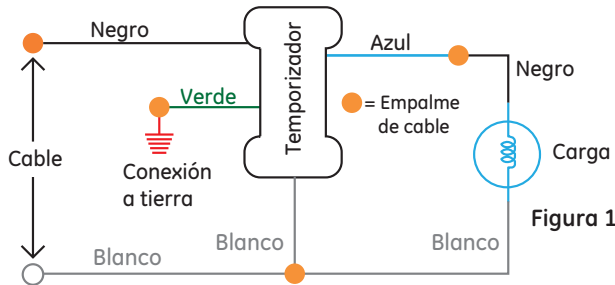 Negro
Azul
Negro
Verde
Temporizador
= Empalme
de cable
Cable
Conexión
a tierra
Carga
Figura 1
Blanco
Blanco
Blanco